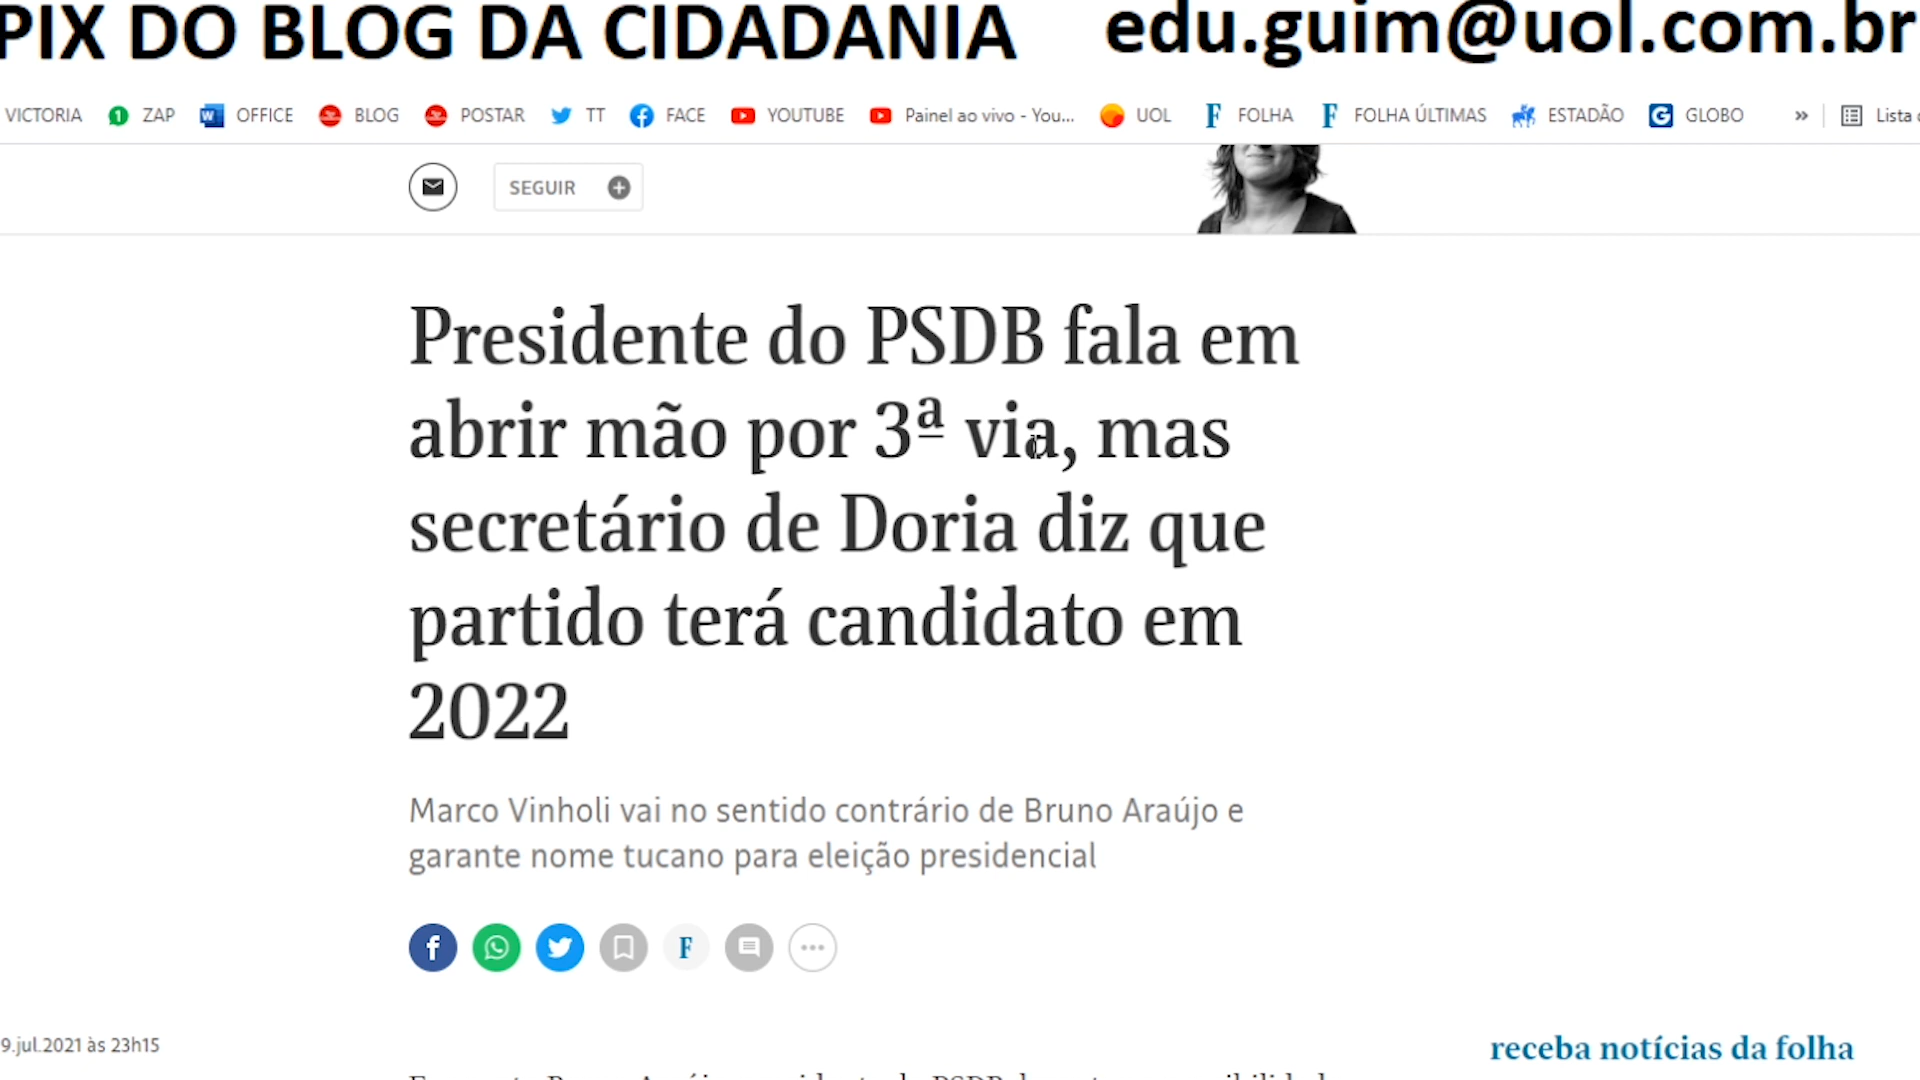 PIX DO BLOG DA CIDADANIA edu.guim@uol.com.br
VICTORIA ZAP OFFICE BLOG POSTAR TT FACE YOUTUBE Painel ao vivo - You... UOL FOLHA FOLHA ÚLTIMAS ESTADÃO GLOBO » Lista
SEGUIR
Presidente do PSDB fala em
abrir mão por 3ª via, mas
secretário de Doria diz que
partido terá candidato em
2022
Marco Vinholi vai no sentido contrário de Bruno Araújo e
garante nome tucano para eleição presidencial
9.jul.2021 às 23h15
receba notícias da folha